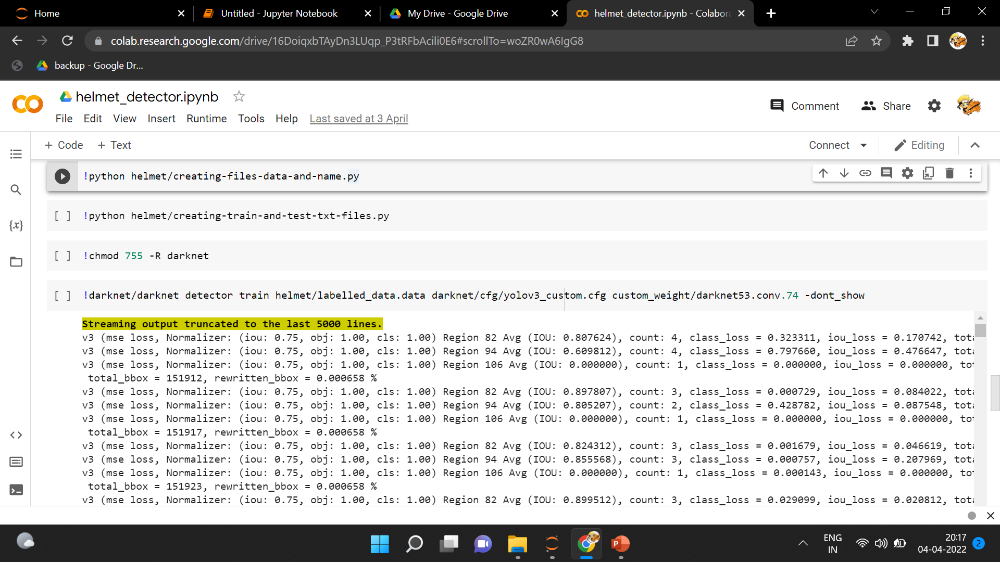 Home
Untitled - Jupyter Notebook
My Drive - Google Drive
helmet_detector.ipynb - Colabora
colab.research.google.com/drive/16DoiqxbTAyDn3LUqp_P3tRFbAcili0E6#scrollTo=woZR0wA6IgG8
backup - Google Dr...
helmet_detector.ipynb
Comment
Share
File Edit View Insert Runtime Tools Help Last saved at 3 April
+ Code + Text
Connect
Editing
!python helmet/creating-files-data-and-name.py
[ ] !python helmet/creating-train-and-test-txt-files.py
{x}
[ ] !chmod 755 -R darknet
[ ] !darknet/darknet detector train helmet/labelled_data.data darknet/cfg/yolov3_custom.cfg custom_weight/darknet53.conv.74 -dont_show
Streaming output truncated to the last 5000 lines.
v3 (mse loss, Normalizer: (iou: 0.75, obj: 1.00, cls: 1.00) Region 82 Avg (IOU: 0.807624), count: 4, class_loss = 0.323311, iou_loss = 0.170742, tota
v3 (mse loss, Normalizer: (iou: 0.75, obj: 1.00, cls: 1.00) Region 94 Avg (IOU: 0.609812), count: 4, class_loss = 0.797660, iou_loss = 0.476647, tota
v3 (mse loss, Normalizer: (iou: 0.75, obj: 1.00, cls: 1.00) Region 106 Avg (IOU: 0.000000), count: 1, class_loss = 0.000000, iou_loss = 0.000000, tot
total_bbox = 151912, rewritten_bbox = 0.000658 %
v3 (mse loss, Normalizer: (iou: 0.75, obj: 1.00, cls: 1.00) Region 82 Avg (IOU: 0.897807), count: 3, class_loss = 0.000729, iou_loss = 0.084022, tota
v3 (mse loss, Normalizer: (iou: 0.75, obj: 1.00, cls: 1.00) Region 94 Avg (IOU: 0.805207), count: 2, class_loss = 0.428782, iou_loss = 0.087548, tota
v3 (mse loss, Normalizer: (iou: 0.75, obj: 1.00, cls: 1.00) Region 106 Avg (IOU: 0.000000), count: 1, class_loss = 0.000000, iou_loss = 0.000000, tot
total_bbox = 151917, rewritten_bbox = 0.000658 %
v3 (mse loss, Normalizer: (iou: 0.75, obj: 1.00, cls: 1.00) Region 82 Avg (IOU: 0.824312), count: 3, class_loss = 0.001679, iou_loss = 0.046619, tota
v3 (mse loss, Normalizer: (iou: 0.75, obj: 1.00, cls: 1.00) Region 94 Avg (IOU: 0.855568), count: 3, class_loss = 0.000757, iou_loss = 0.207969, tota
v3 (mse loss, Normalizer: (iou: 0.75, obj: 1.00, cls: 1.00) Region 106 Avg (IOU: 0.000000), count: 1, class_loss = 0.000143, iou_loss = 0.000000, tot
total_bbox = 151923, rewritten_bbox = 0.000658 %
v3 (mse loss, Normalizer: (iou: 0.75, obj: 1.00, cls: 1.00) Region 82 Avg (IOU: 0.899512), count: 3, class_loss = 0.029099, iou_loss = 0.020812, tota
P
ENG
IN
20:17
04-04-2022
2